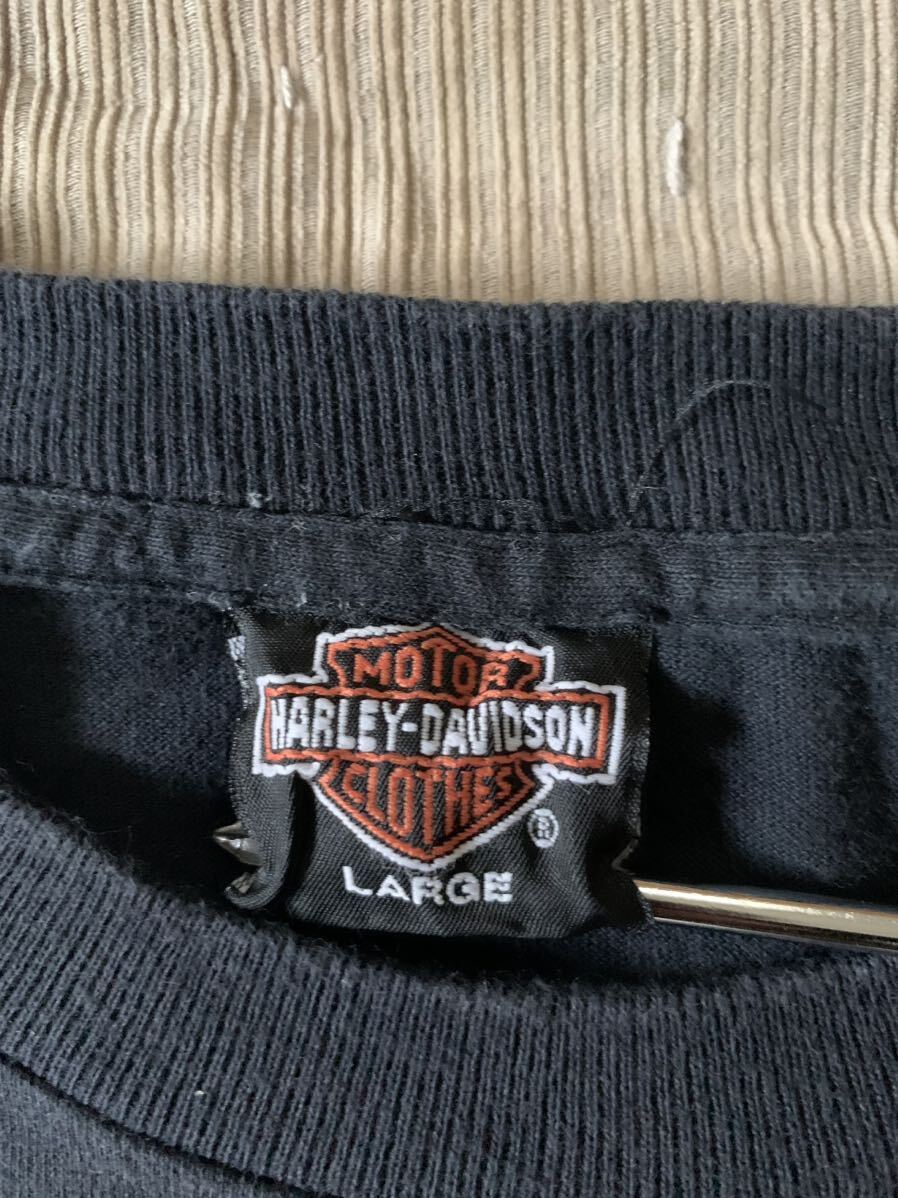 MOTOR
HARLEY-DAVIDSON
CLOTHES
®
LARGE